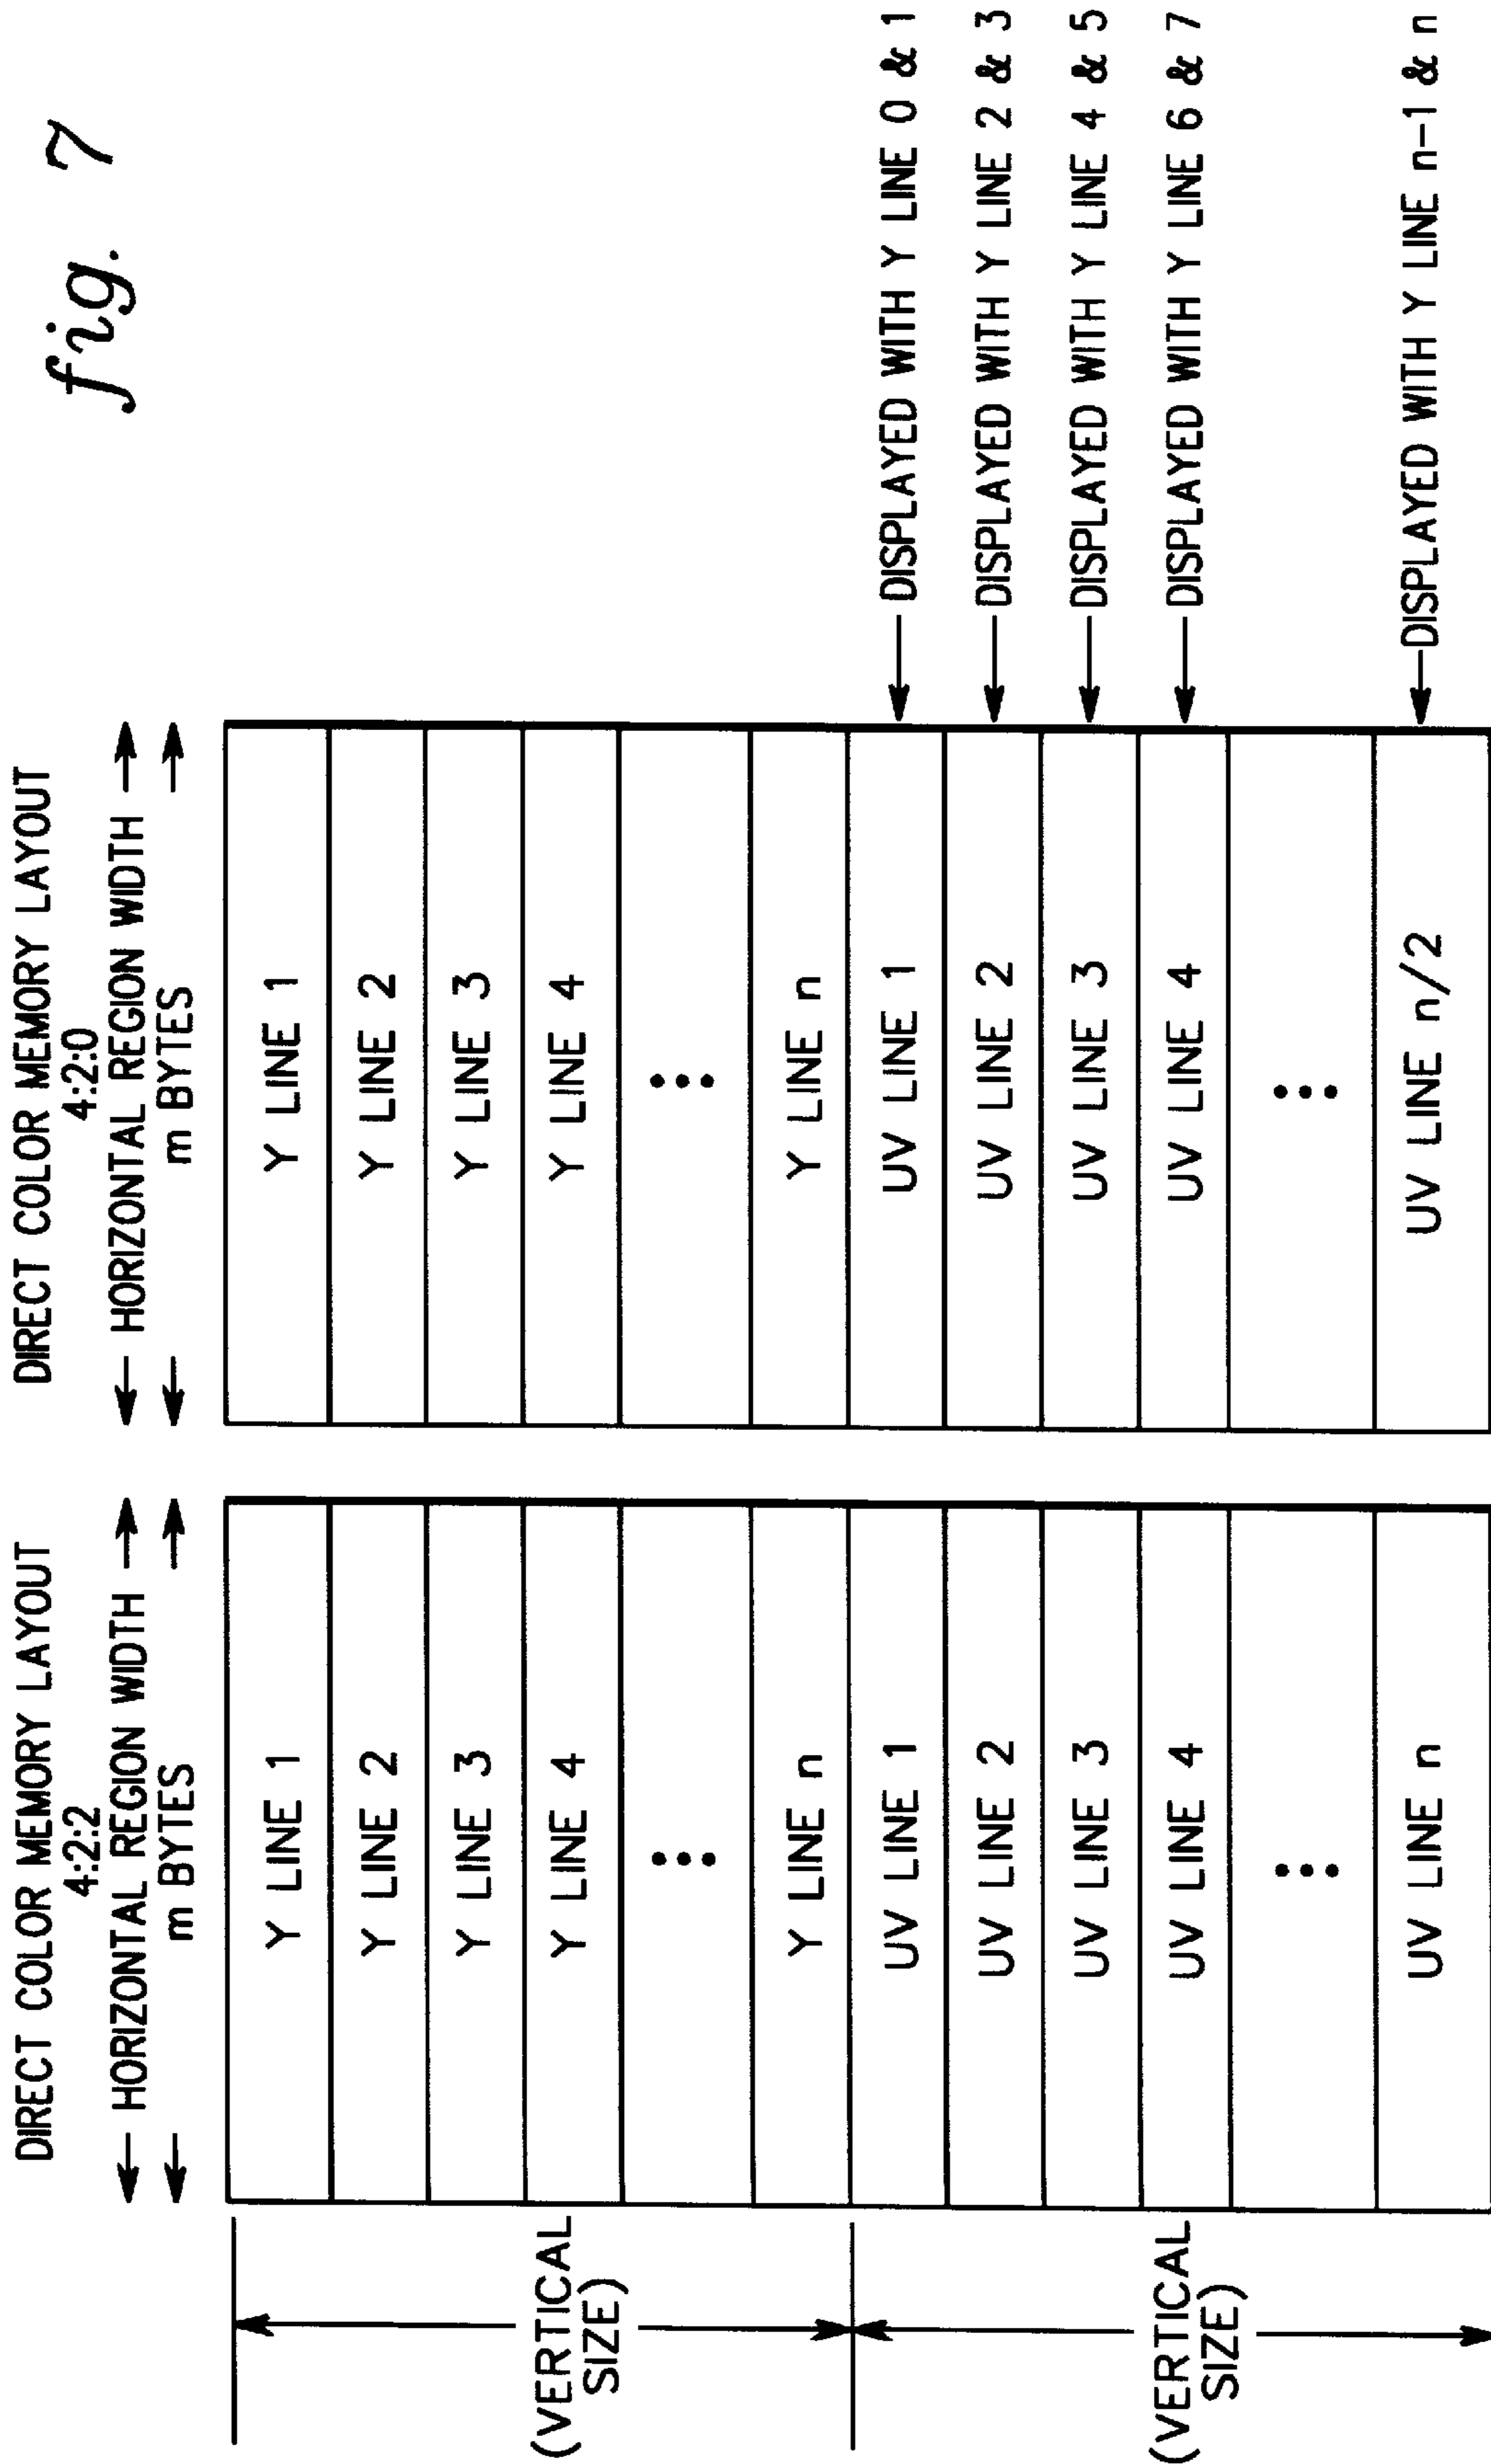 fig. 7
DIRECT COLOR MEMORY LAYOUT
4:2:2
HORIZONTAL REGION WIDTH
m BYTES
Y LINE 1
Y LINE 2
Y LINE 3
Y LINE 4
Y LINE n
UV LINE 1
UV LINE 2
UV LINE 3
UV LINE 4
UV LINE n
(VERTICAL
SIZE)
(VERTICAL
SIZE)
DIRECT COLOR MEMORY LAYOUT
4:2:0
HORIZONTAL REGION WIDTH
m BYTES
Y LINE 1
Y LINE 2
Y LINE 3
Y LINE 4
Y LINE n
UV LINE 1
UV LINE 2
UV LINE 3
UV LINE 4
UV LINE n/2
DISPLAYED WITH Y LINE 0 & 1
DISPLAYED WITH Y LINE 2 & 3
DISPLAYED WITH Y LINE 4 & 5
DISPLAYED WITH Y LINE 6 & 7
DISPLAYED WITH Y LINE n-1 & n